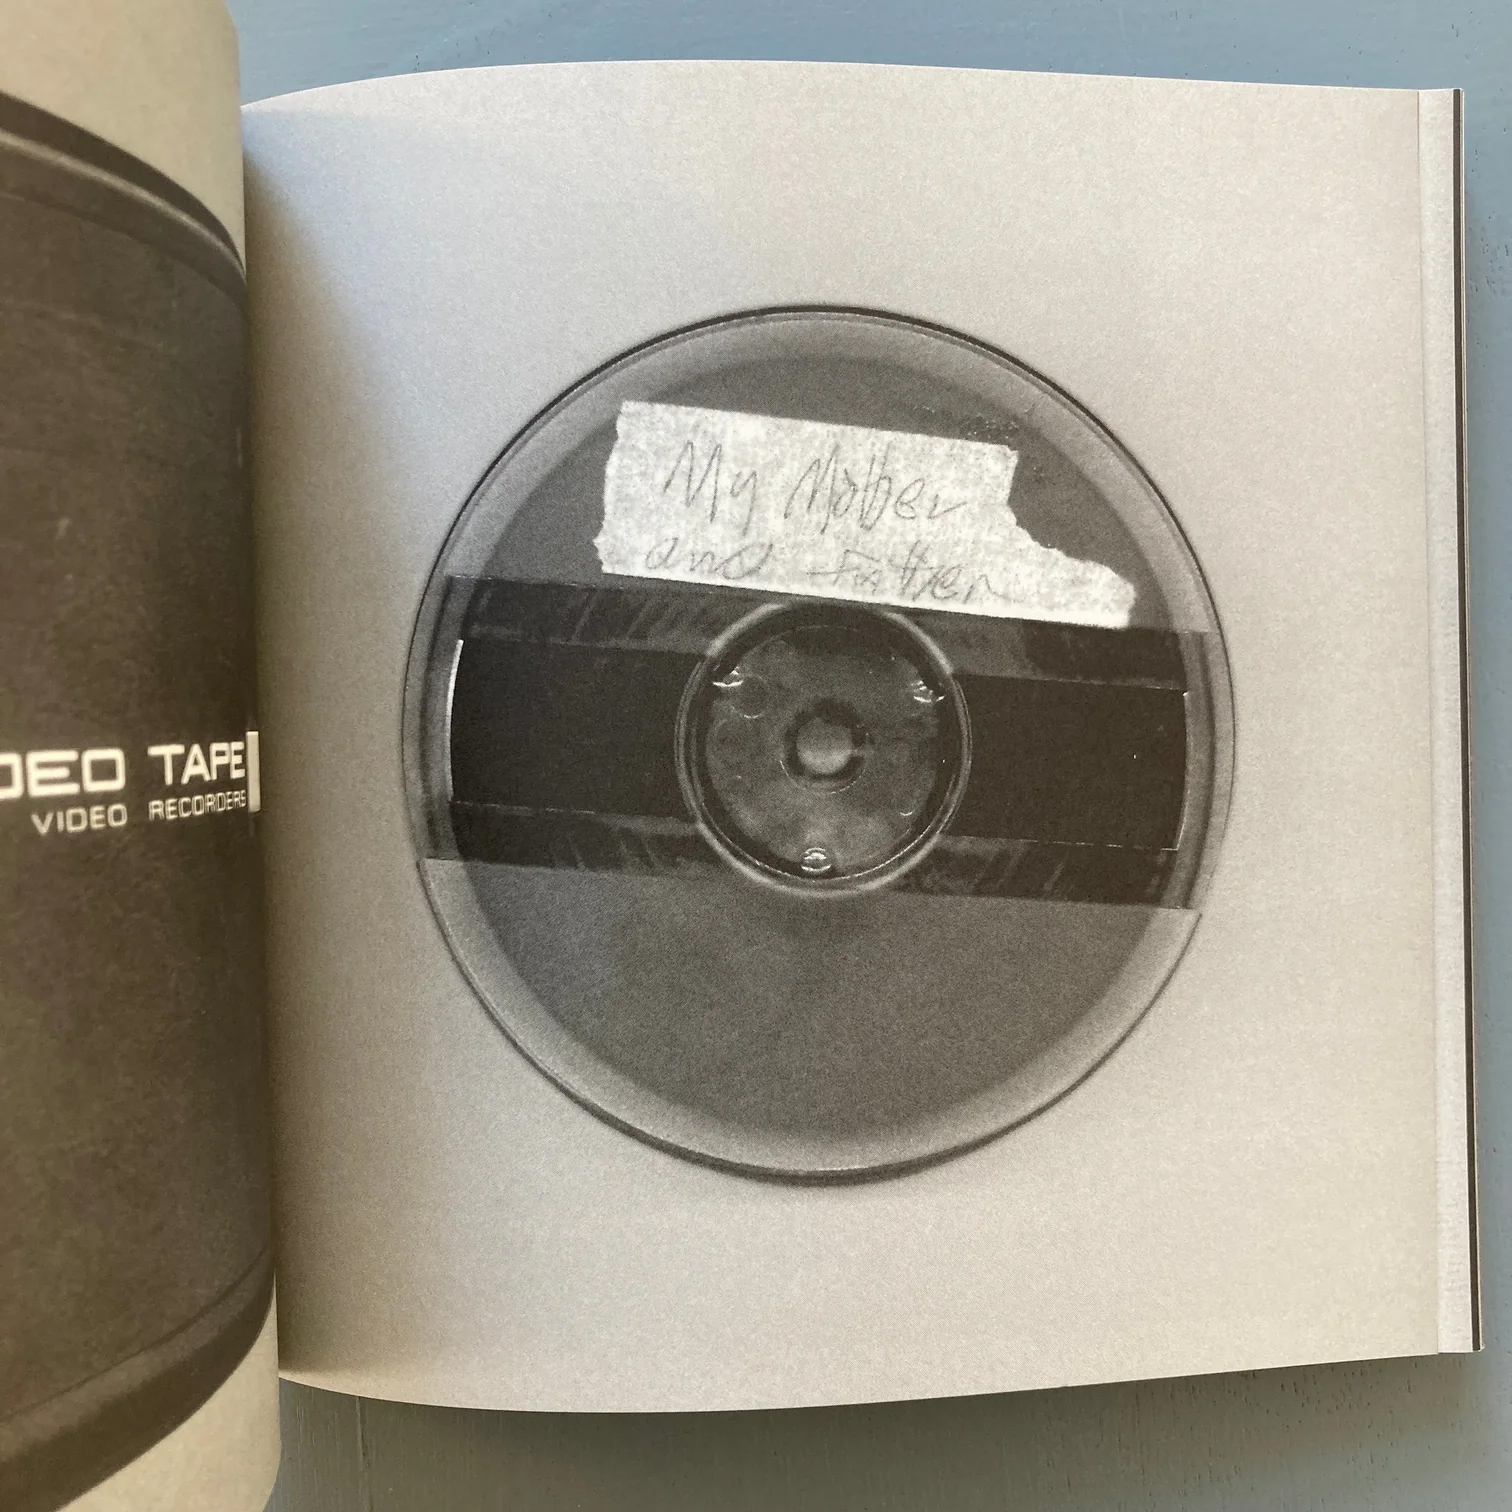 DEO TAPE
VIDEO RECORDERS
My Mother
and Father